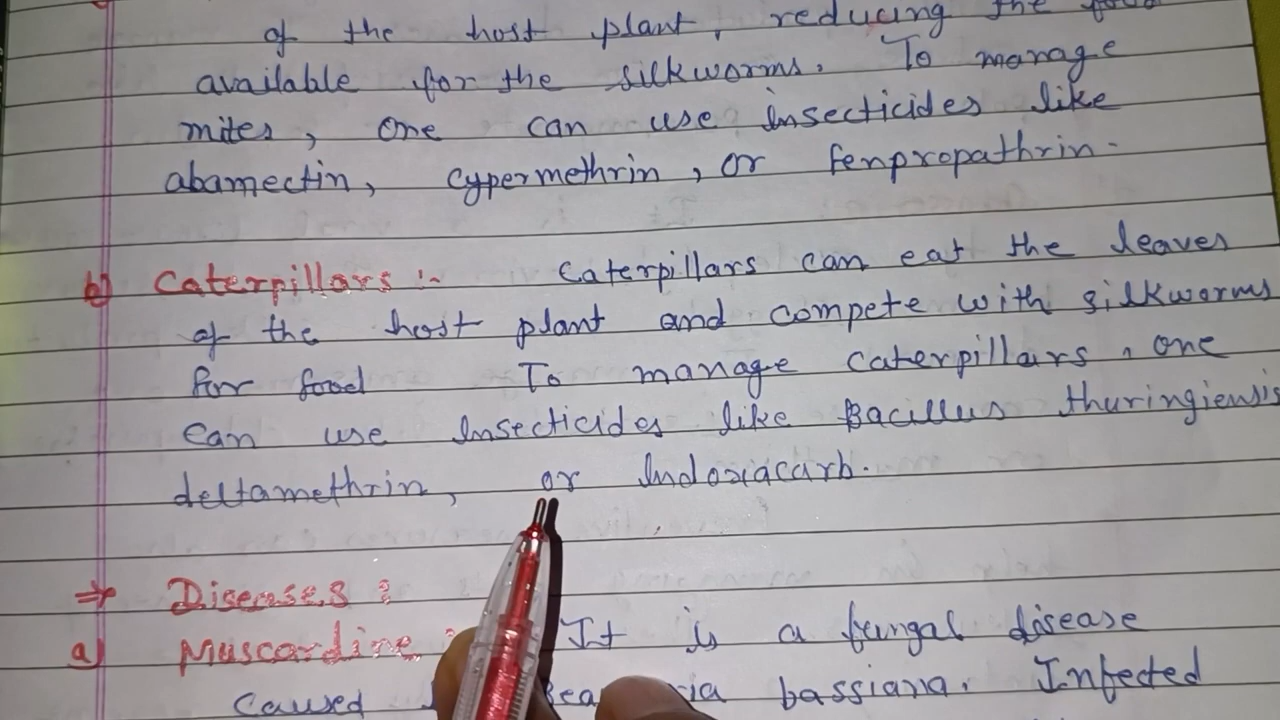 of the host plant, reducing the food
available for the silkworms. To manage
mites, one can use insecticides like
abamectin, cypermethrin, or fenpropathrin.
b) Caterpillars :- Caterpillars can eat the leaves
of the host plant and compete with silkworms
for food To manage caterpillars, one
can use insecticides like Bacillus thuringiensis
deltamethrin, or Indoxiacarb.
⇒ Diseases :
a) Muscardine : It is a fungal disease
caused bassiana. Infected